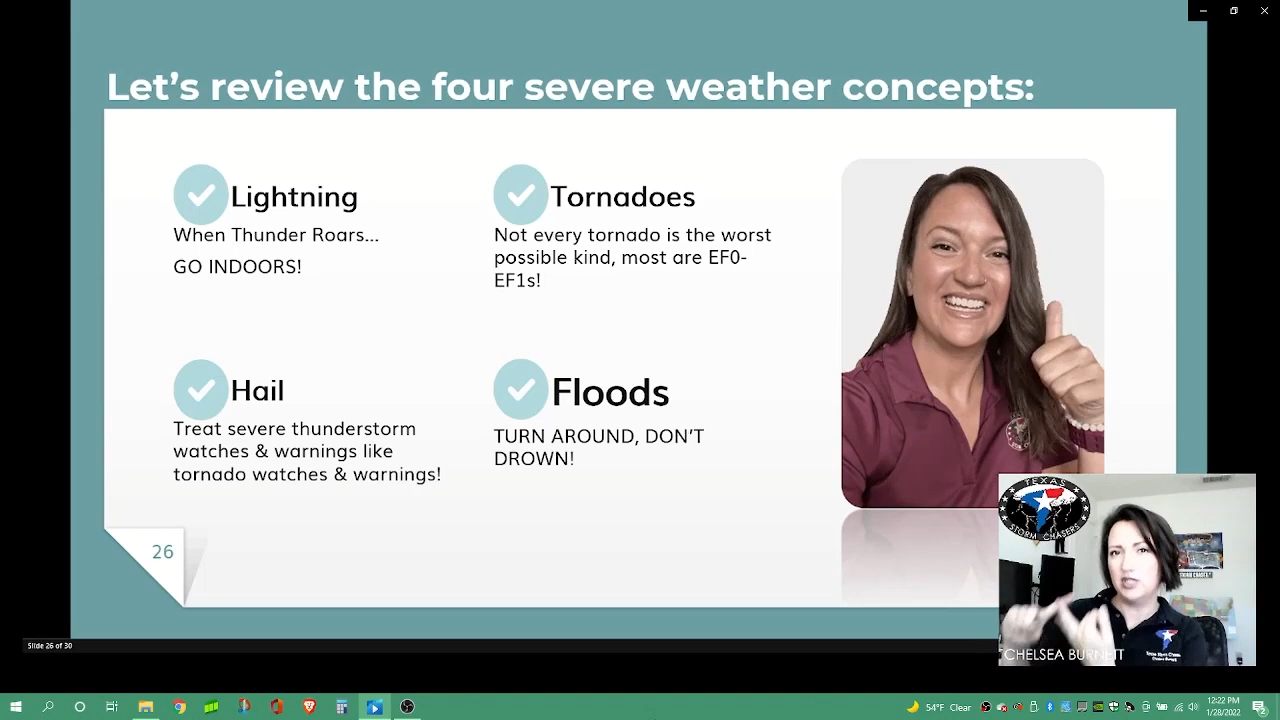 Let's review the four severe weather concepts:
Lightning
When Thunder Roars...
GO INDOORS!
Tornadoes
Not every tornado is the worst
possible kind, most are EF0-
EF1s!
Hail
Treat severe thunderstorm
watches & warnings like
tornado watches & warnings!
Floods
TURN AROUND, DON'T
DROWN!
26
TEXAS
STORM CHASERS
CHELSEA BURNETT
Slide 26 of 30
54°F Clear
12:22 PM
1/28/2022